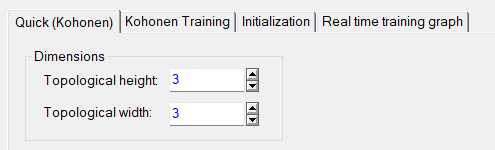 Quick (Kohonen) Kohonen Training Initialization Real time training graph
Dimensions
Topological height: 3
Topological width: 3